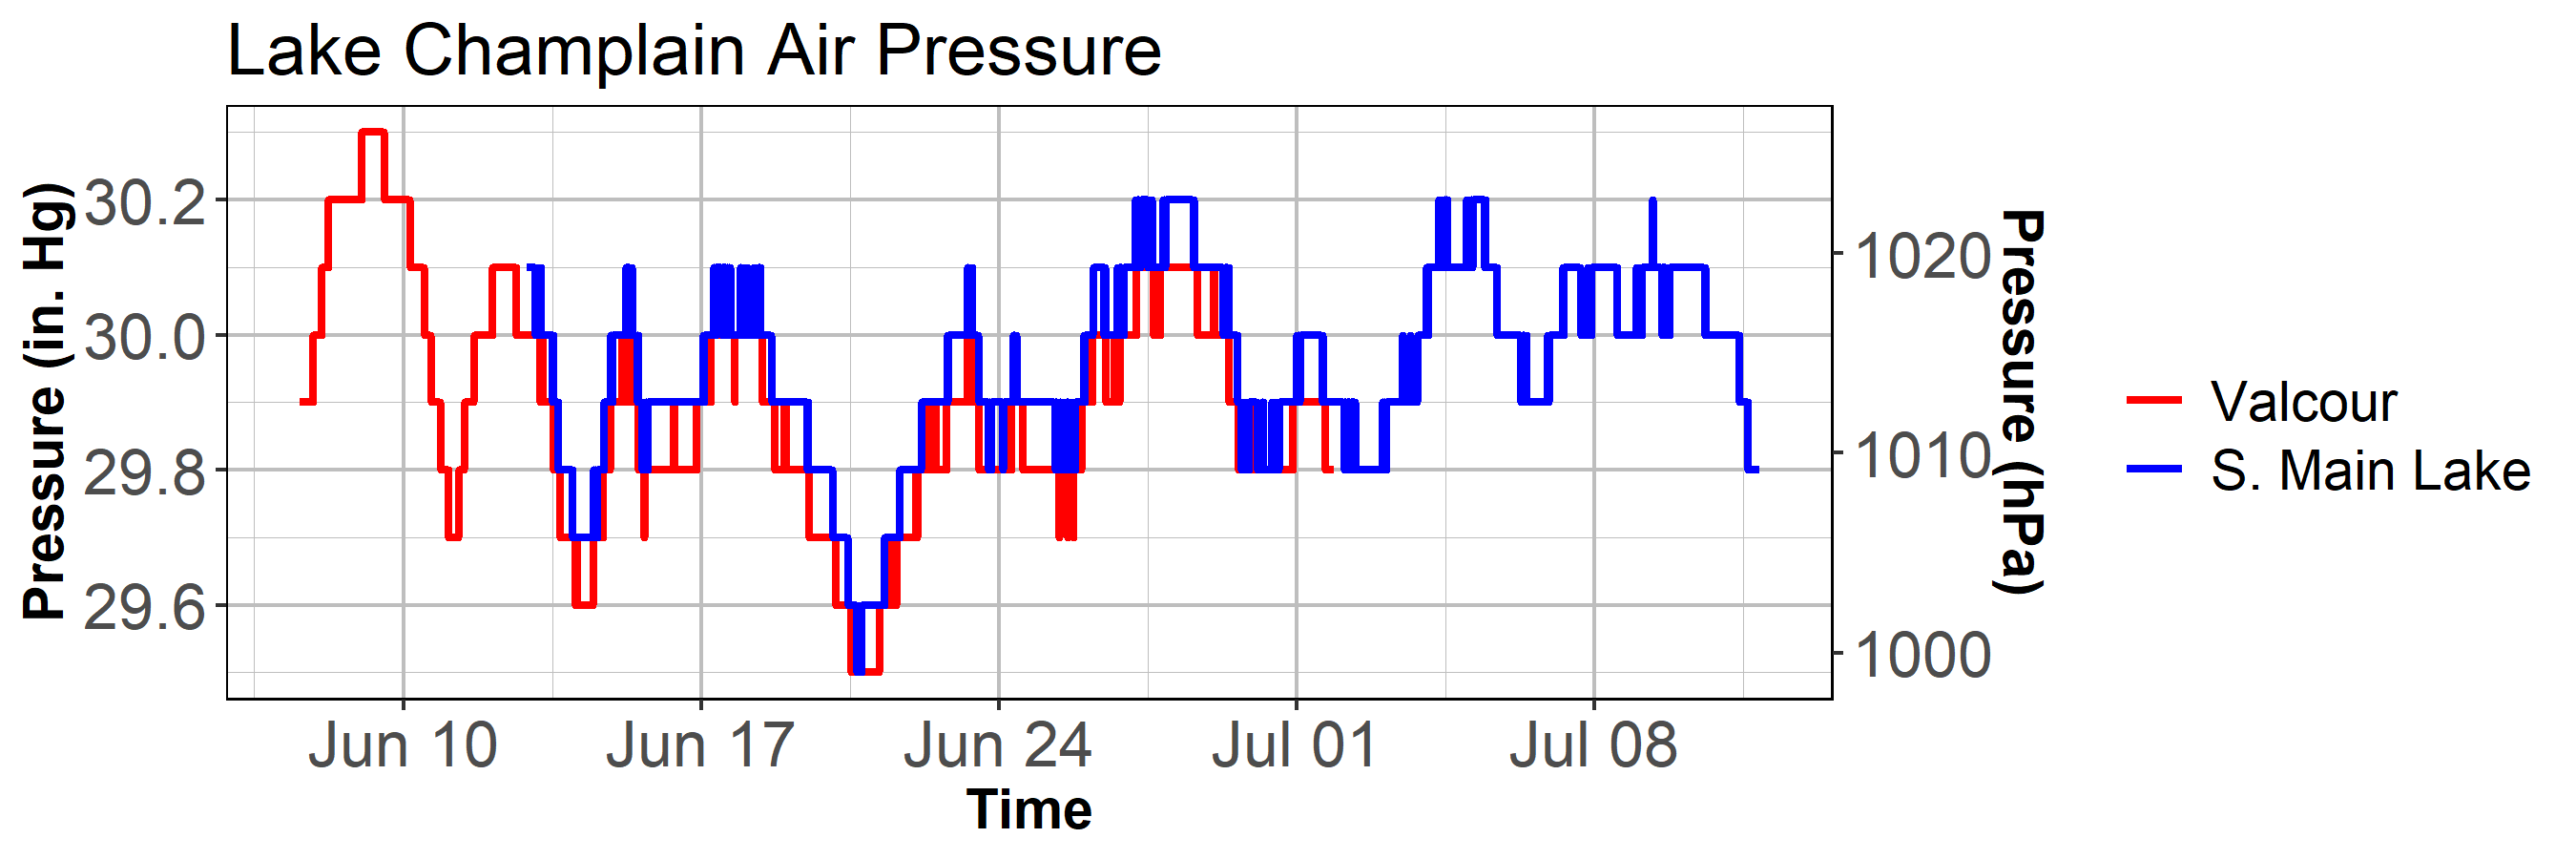 Lake Champlain Air Pressure
Pressure (in. Hg)
30.2
30.0
29.8
29.6
1020
1010
1000
Pressure (hPa)
Jun 10
Jun 17
Jun 24
Jul 01
Jul 08
Time
Valcour
S. Main Lake